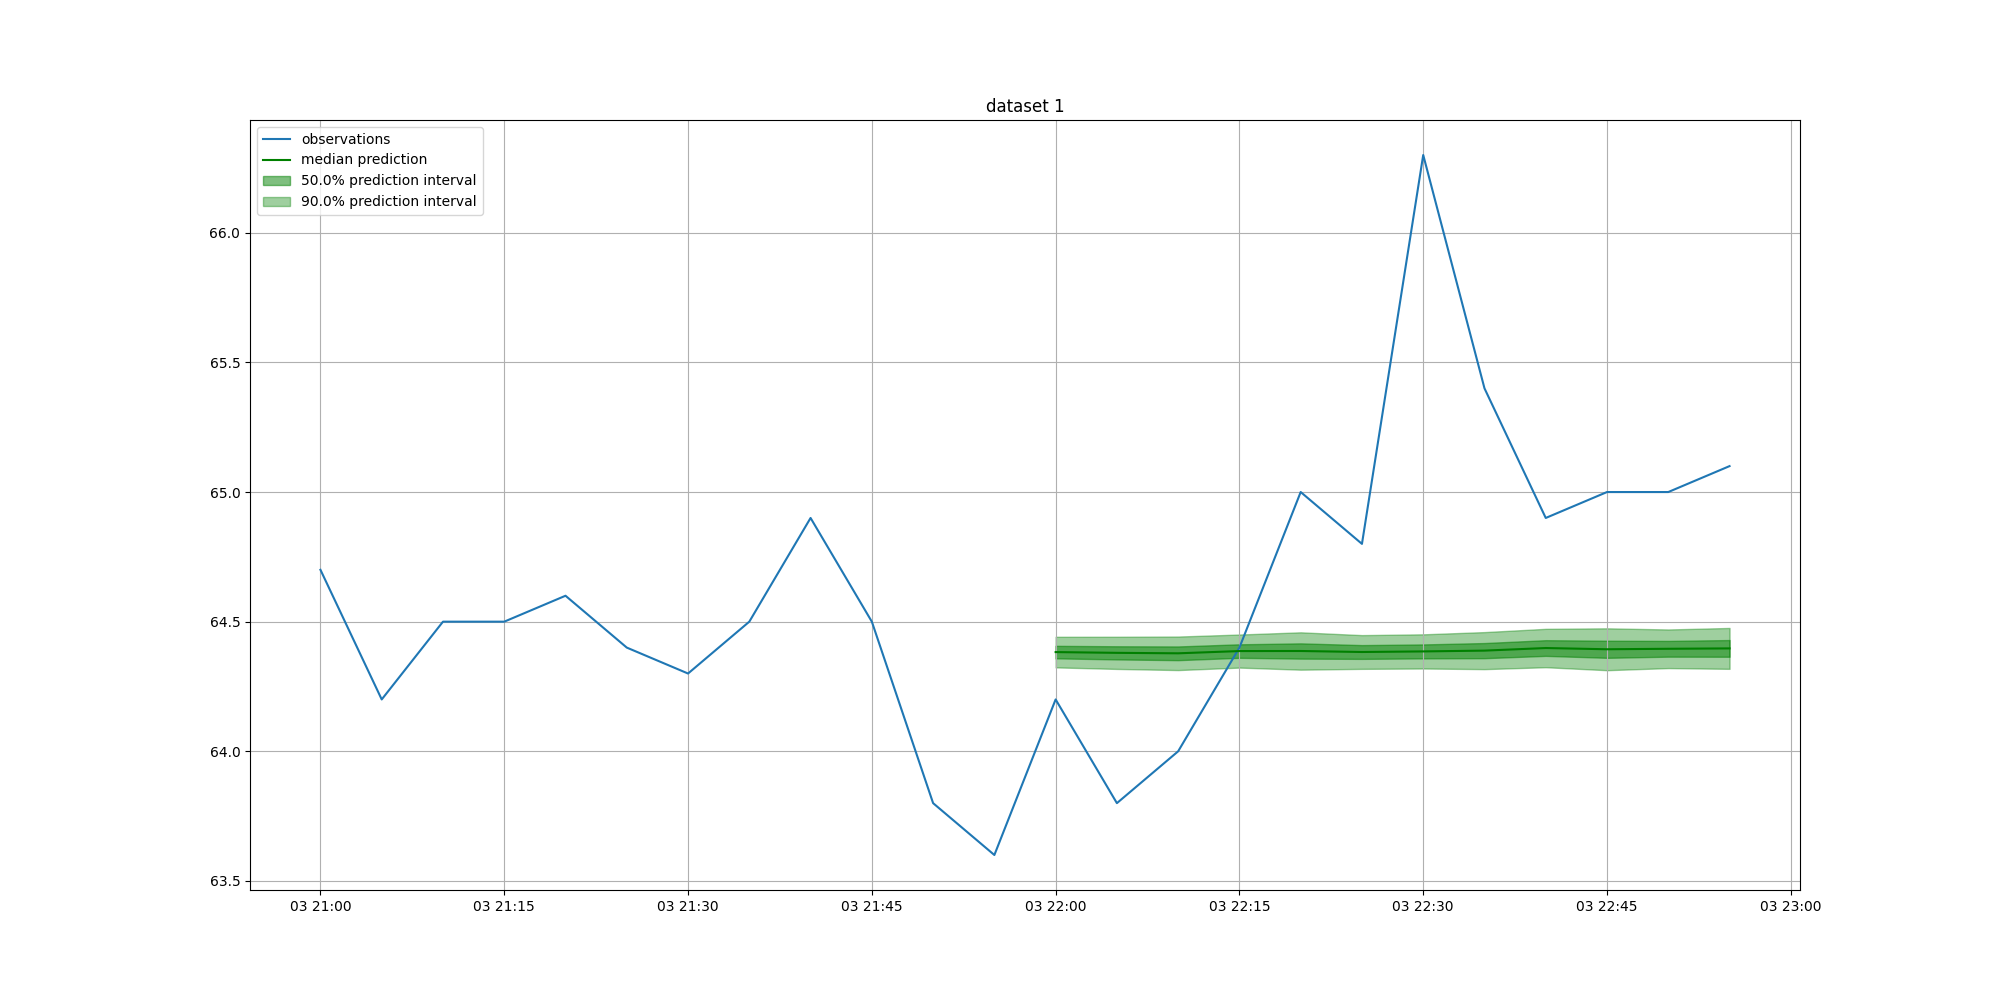 dataset 1
observations
median prediction
50.0% prediction interval
90.0% prediction interval
66.0
65.5
65.0
64.5
64.0
63.5
03 21:00 03 21:15 03 21:30 03 21:45 03 22:00 03 22:15 03 22:30 03 22:45 03 23:00